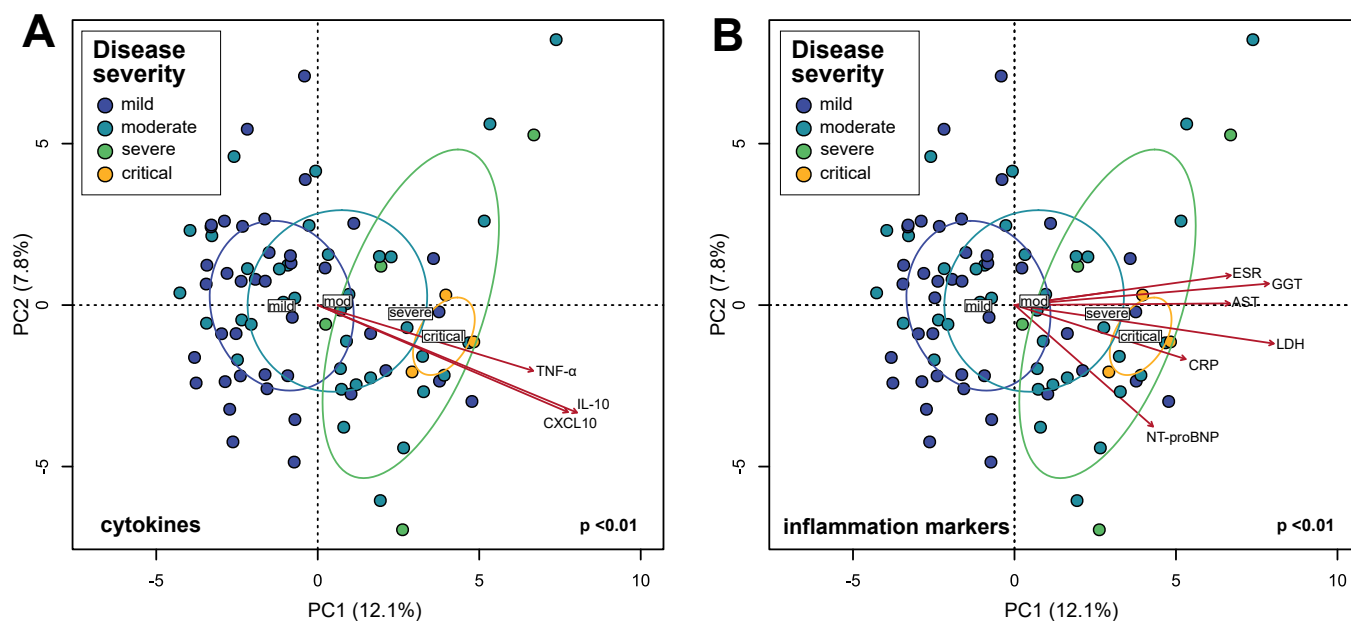 A
Disease
severity
mild
moderate
severe
critical
mild
mod
severe
critical
TNF-α
IL-10
CXCL10
cytokines
p <0.01
5
0
-5
PC2 (7.8%)
-5
0
5
10
PC1 (12.1%)
B
Disease
severity
mild
moderate
severe
critical
ESR
GGT
AST
mild
mod
severe
critical
LDH
CRP
NT-proBNP
inflammation markers
p <0.01
5
0
-5
PC2 (7.8%)
-5
0
5
10
PC1 (12.1%)